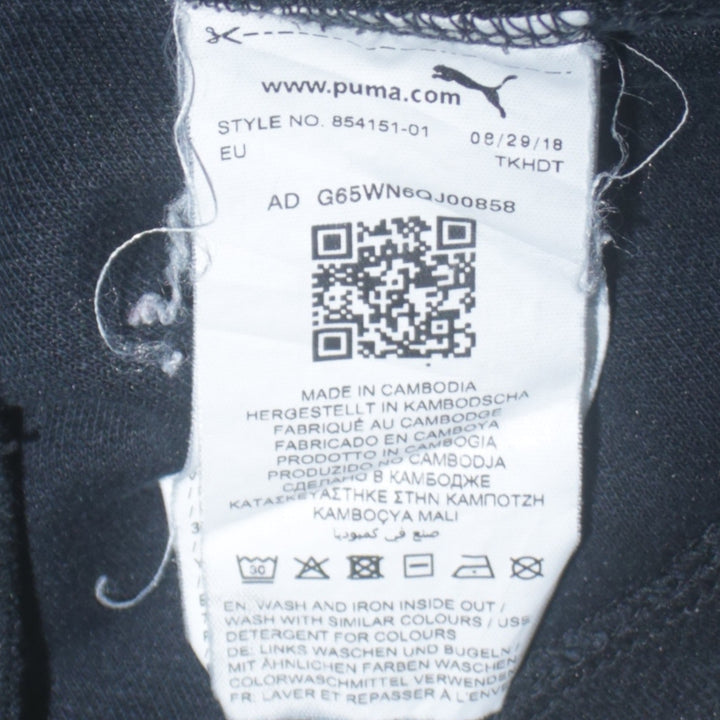 www.puma.com
STYLE NO. 854151-01 08/29/18
EU TKHDT
AD G65WN6QJ00858
MADE IN CAMBODIA
HERGESTELLT IN KAMBODSCHA
FABRIQUÉ AU CAMBODGE
FABRICADO EN CAMBOYA
PRODOTTO IN CAMBOGIA
PRODUZIDO NO CAMBODJA
СДЕЛАНО В КАМБОДЖЕ
ΚΑΤΑΣΚΕΥΑΣΤΗΚΕ ΣΤΗΝ ΚΑΜΠΟΤΖΗ
KAMBOÇYA MALI
صنع في كمبوديا
30
EN: WASH AND IRON INSIDE OUT /
WASH WITH SIMILAR COLOURS / USE
DETERGENT FOR COLOURS
DE: LINKS WASCHEN UND BÜGELN /
MIT ÄHNLICHEN FARBEN WASCHEN
COLORWASCHMITTEL VERWENDEN
FR: LAVER ET REPASSER À L'ENVE